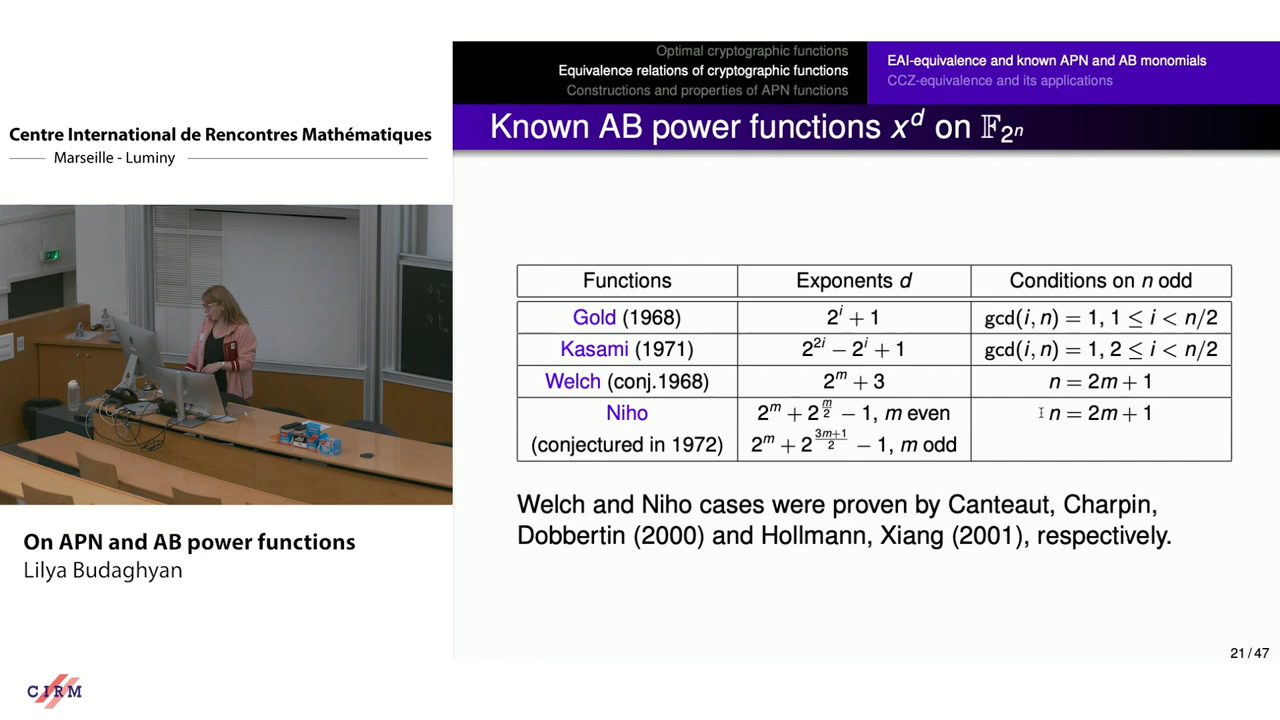 Centre International de Rencontres Mathématiques
Marseille - Luminy
On APN and AB power functions
Lilya Budaghyan
CIRM
Optimal cryptographic functions
Equivalence relations of cryptographic functions
Constructions and properties of APN functions
EAI-equivalence and known APN and AB monomials
CCZ-equivalence and its applications
Known AB power functions x^d on 𝔽_{2^n}
Functions Exponents d Conditions on n odd
Gold (1968) 2^i + 1 gcd(i, n) = 1, 1 ≤ i < n/2
Kasami (1971) 2^{2i} − 2^i + 1 gcd(i, n) = 1, 2 ≤ i < n/2
Welch (conj.1968) 2^m + 3 n = 2m + 1
Niho 2^m + 2^{m/2} − 1, m even n = 2m + 1
(conjectured in 1972) 2^m + 2^{(3m+1)/2} − 1, m odd
Welch and Niho cases were proven by Canteaut, Charpin,
Dobbertin (2000) and Hollmann, Xiang (2001), respectively.
21 / 47